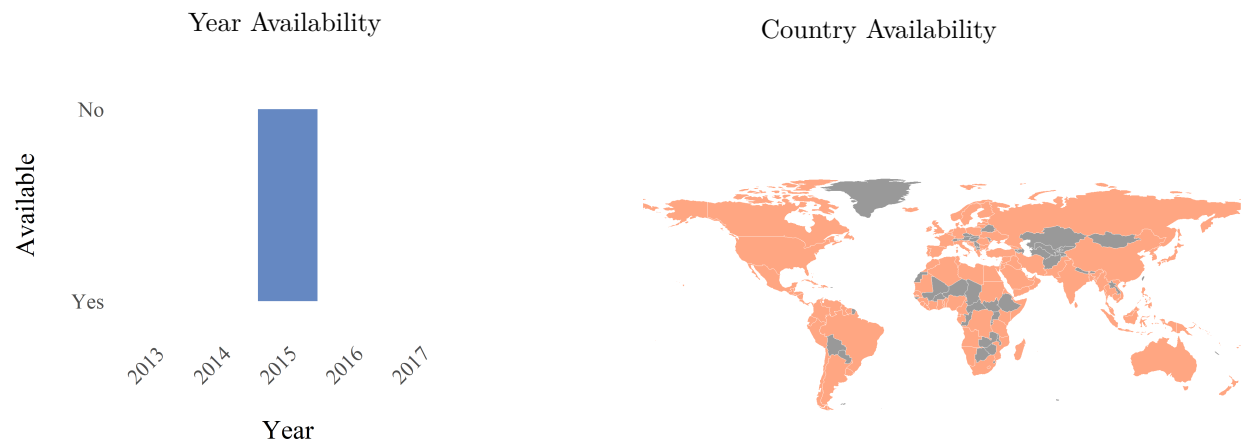 Year Availability
Available
No
Yes
2013
2014
2015
2016
2017
Year
Country Availability